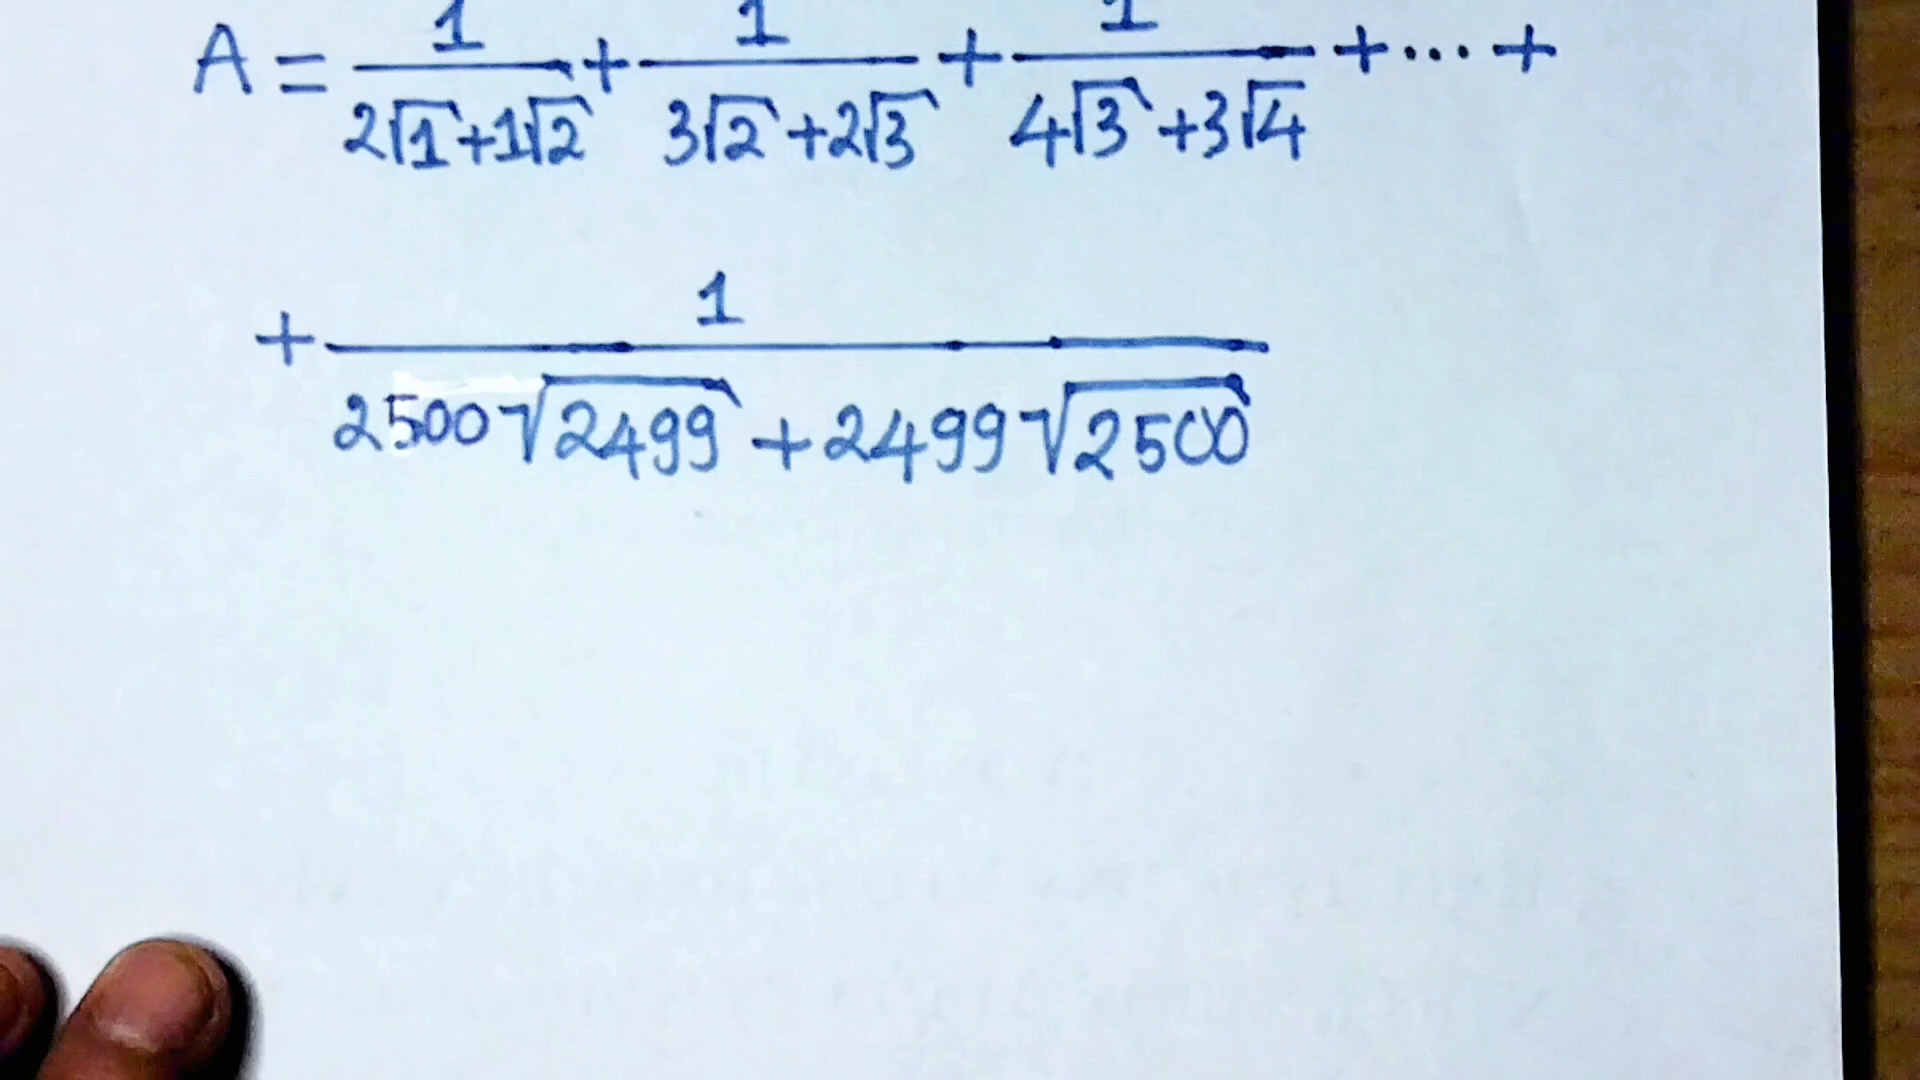 A = 1/(2√1+1√2) + 1/(3√2+2√3) + 1/(4√3+3√4) + ... +
+ 1/(2500√2499 + 2499√2500)